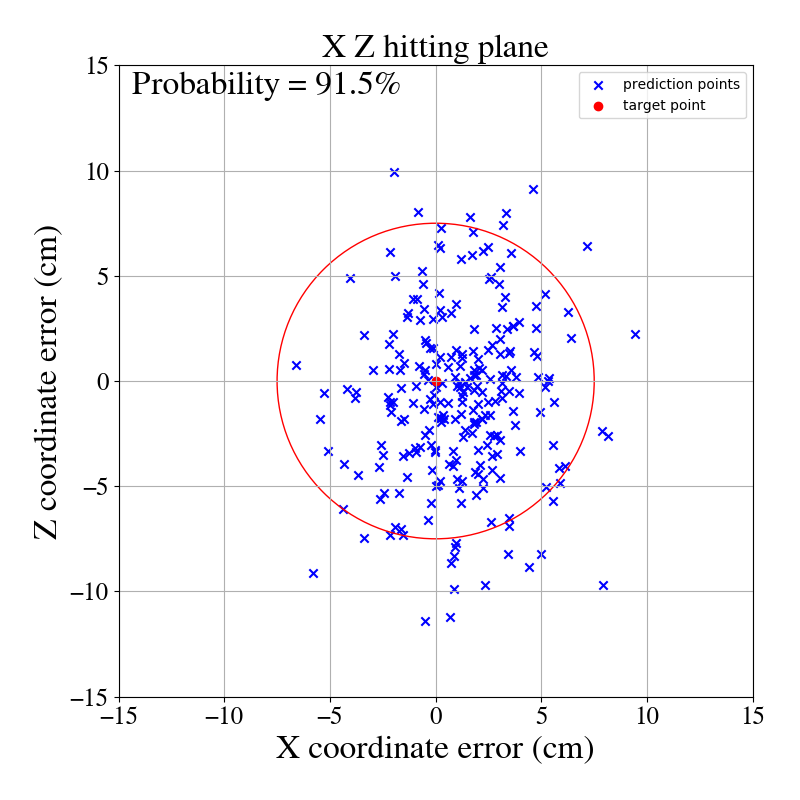 X Z hitting plane
Probability = 91.5%
prediction points
target point
15
10
5
0
−5
−10
−15
−15 −10 −5 0 5 10 15
Z coordinate error (cm)
X coordinate error (cm)